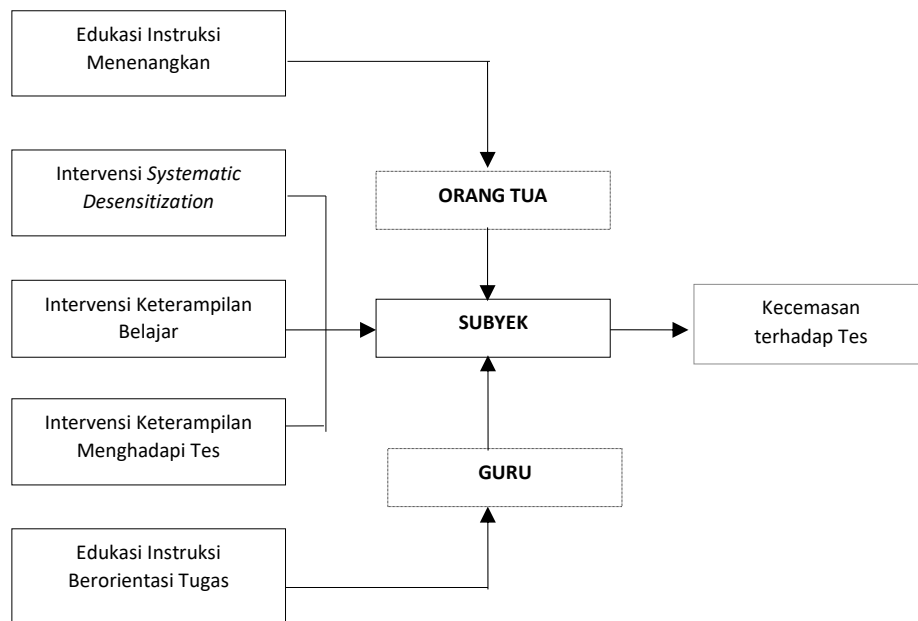 Edukasi Instruksi
Menenangkan
Intervensi Systematic
Desensitization
ORANG TUA
Intervensi Keterampilan
Belajar
SUBYEK
Kecemasan
terhadap Tes
Intervensi Keterampilan
Menghadapi Tes
GURU
Edukasi Instruksi
Berorientasi Tugas